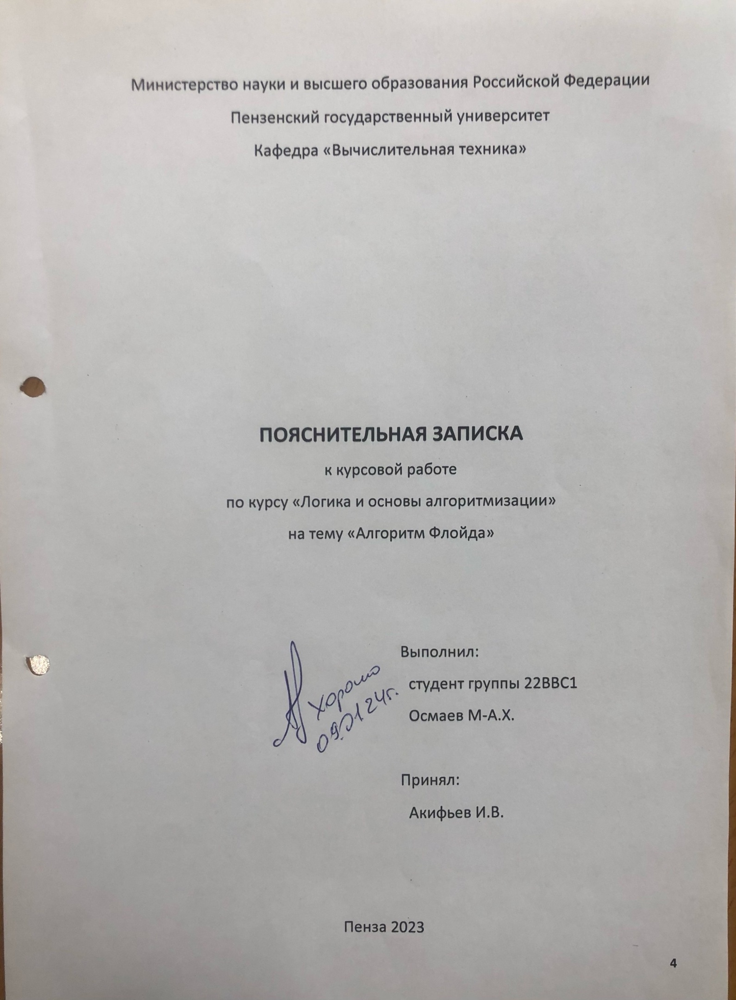 Министерство науки и высшего образования Российской Федерации
Пензенский государственный университет
Кафедра «Вычислительная техника»
ПОЯСНИТЕЛЬНАЯ ЗАПИСКА
к курсовой работе
по курсу «Логика и основы алгоритмизации»
на тему «Алгоритм Флойда»
Выполнил:
хорошо
студент группы 22ВВС1
09.01.24г.
Осмаев М-А.Х.
Принял:
Акифьев И.В.
Пенза 2023
4